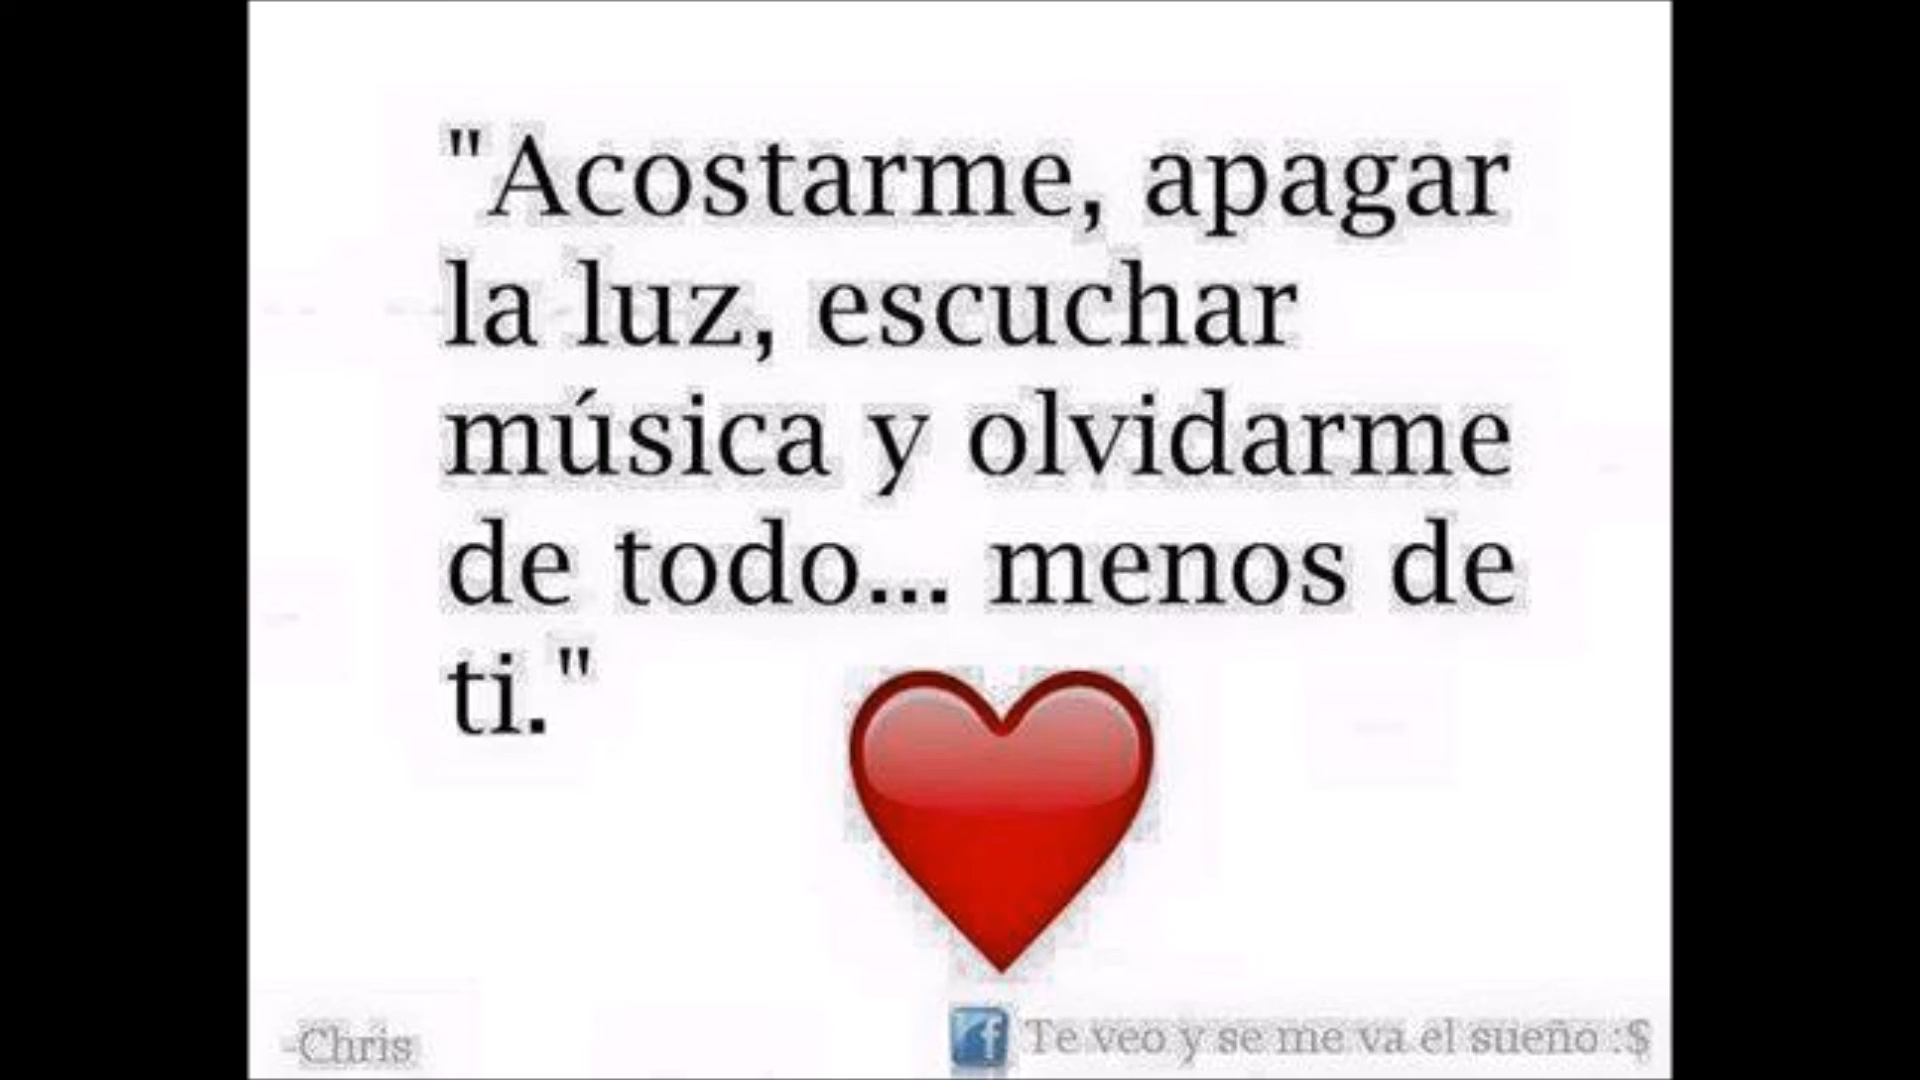 "Acostarme, apagar
la luz, escuchar
música y olvidarme
de todo... menos de
ti."
-Chris
f Te veo y se me va el sueño :$